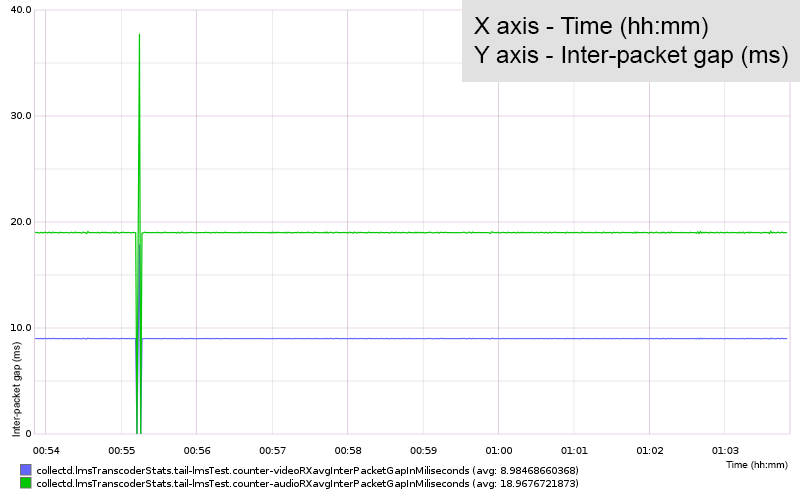 40.0
X axis - Time (hh:mm)
Y axis - Inter-packet gap (ms)
30.0
20.0
10.0
0
Inter-packet gap (ms)
00:54 00:55 00:56 00:57 00:58 00:59 01:00 01:01 01:02 01:03
Time (hh:mm)
collectd.lmsTranscoderStats.tail-lmsTest.counter-videoRXavgInterPacketGapInMiliseconds (avg: 8.98468660368)
collectd.lmsTranscoderStats.tail-lmsTest.counter-audioRXavgInterPacketGapInMiliseconds (avg: 18.9676721873)